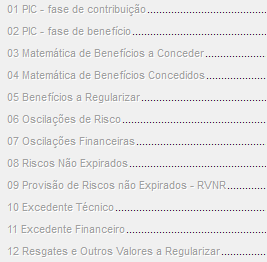 01 PIC - fase de contribuição
02 PIC - fase de benefício
03 Matemática de Benefícios a Conceder
04 Matemática de Benefícios Concedidos
05 Benefícios a Regularizar
06 Oscilações de Risco
07 Oscilações Financeiras
08 Riscos Não Expirados
09 Provisão de Riscos não Expirados - RVNR
10 Excedente Técnico
11 Excedente Financeiro
12 Resgates e Outros Valores a Regularizar